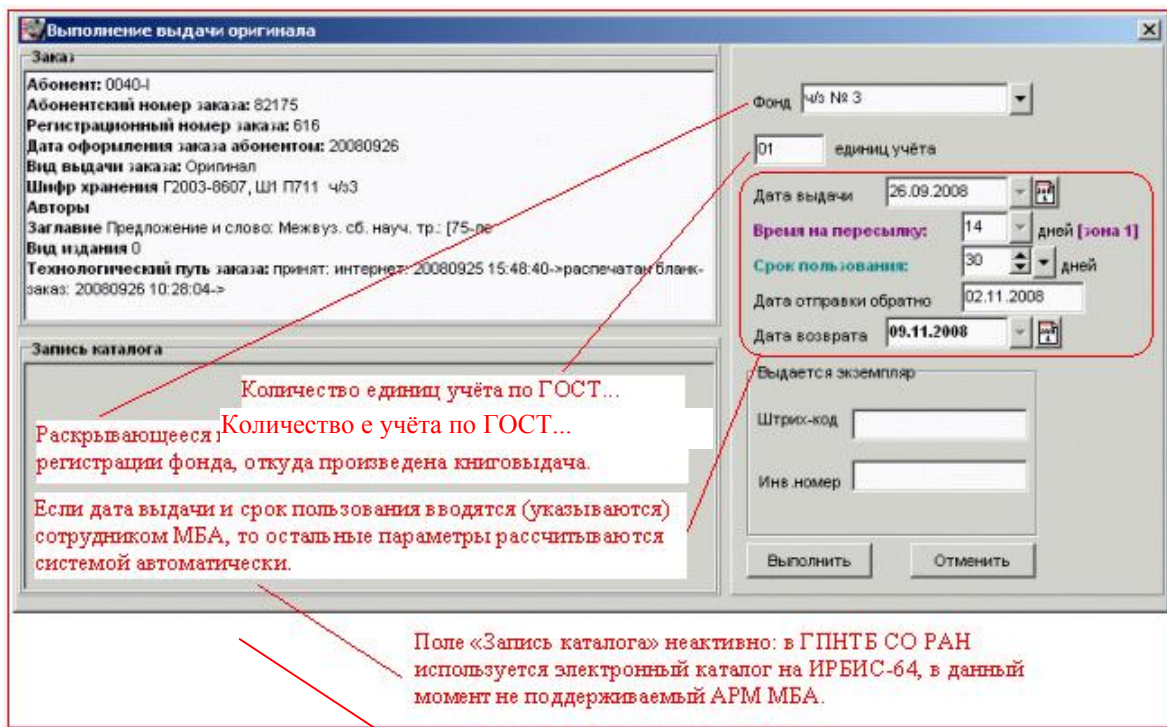 Выполнение выдачи оригинала
Заказ
Абонент: 0040-I
Абонентский номер заказа: 82175
Регистрационный номер заказа: 616
Дата оформления заказа абонентом: 20080926
Вид выдачи заказа: Оригинал
Шифр хранения Г2003-8607, Ш1 П711 ч/з3
Авторы
Заглавие Предложение и слово: Межвуз. сб. науч. тр.: [75-ле
Вид издания 0
Технологический путь заказа: принят: интернет: 20080925 15:48:40->распечатан бланк-
заказ: 20080926 10:28:04->
Фонд ч/з № 3
01 единиц учёта
Дата выдачи 26.09.2008
Время на пересылку: 14 дней [зона 1]
Срок пользования: 30 дней
Дата отправки обратно 02.11.2008
Дата возврата 09.11.2008
Запись каталога
Количество единиц учёта по ГОСТ...
Количество е учёта по ГОСТ...
Раскрывающееся
регистрации фонда, откуда произведена книговыдача.
Если дата выдачи и срок пользования вводятся (указываются)
сотрудником МБА, то остальные параметры рассчитываются
системой автоматически.
Выдается экземпляр
Штрих-код
Инв.номер
Выполнить Отменить
Поле «Запись каталога» неактивно: в ГПНТБ СО РАН
используется электронный каталог на ИРБИС-64, в данный
момент не поддерживаемый АРМ МБА.